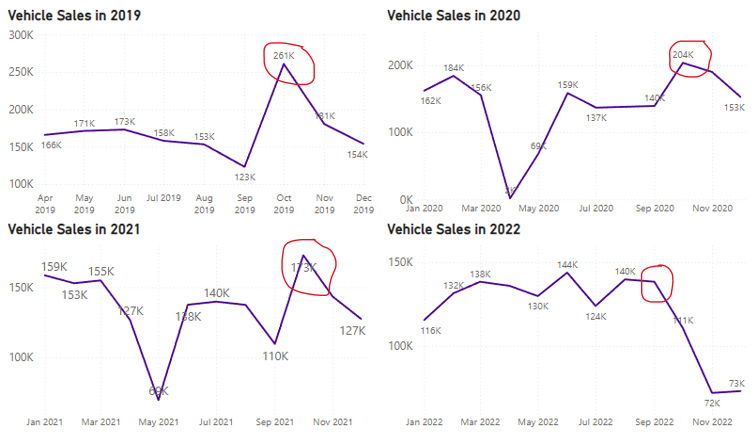 Vehicle Sales in 2019
300K
250K
200K
150K
100K
166K
171K
173K
158K
153K
123K
261K
181K
154K
Apr 2019
May 2019
Jun 2019
Jul 2019
Aug 2019
Sep 2019
Oct 2019
Nov 2019
Dec 2019
Vehicle Sales in 2020
200K
100K
0K
162K
184K
156K
69K
159K
137K
140K
204K
153K
Jan 2020
Mar 2020
May 2020
Jul 2020
Sep 2020
Nov 2020
Vehicle Sales in 2021
150K
100K
159K
153K
155K
127K
69K
138K
140K
110K
173K
127K
Jan 2021
Mar 2021
May 2021
Jul 2021
Sep 2021
Nov 2021
Vehicle Sales in 2022
150K
100K
116K
132K
138K
130K
144K
124K
140K
111K
72K
73K
Jan 2022
Mar 2022
May 2022
Jul 2022
Sep 2022
Nov 2022